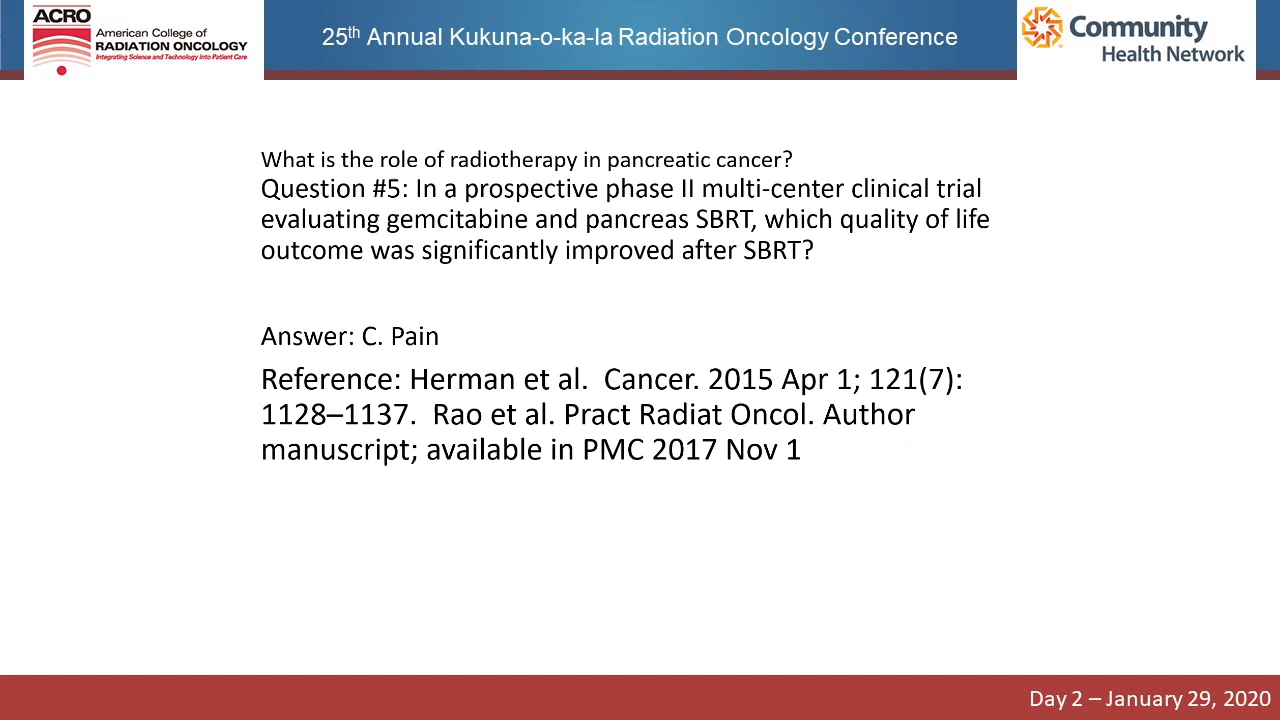 ACRO
American College of
RADIATION ONCOLOGY
Integrating Science and Technology Into Patient Care
25th Annual Kukuna-o-ka-la Radiation Oncology Conference
Community
Health Network
What is the role of radiotherapy in pancreatic cancer?
Question #5: In a prospective phase II multi-center clinical trial
evaluating gemcitabine and pancreas SBRT, which quality of life
outcome was significantly improved after SBRT?
Answer: C. Pain
Reference: Herman et al.  Cancer. 2015 Apr 1; 121(7):
1128–1137.  Rao et al. Pract Radiat Oncol. Author
manuscript; available in PMC 2017 Nov 1
Day 2 – January 29, 2020